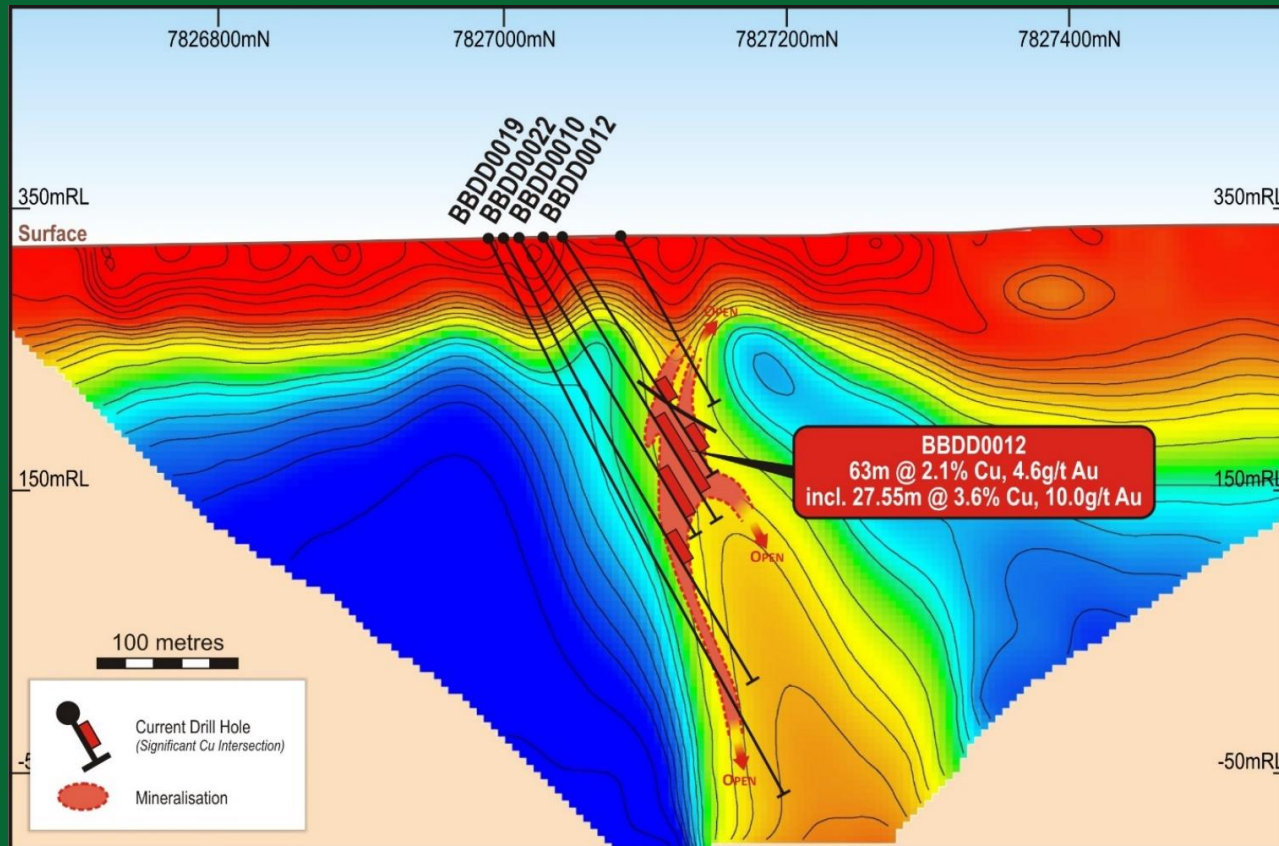 7826800mN
7827000mN
7827200mN
7827400mN
BBDD0019
BBDD0022
BBDD0010
BBDD0012
350mRL
350mRL
Surface
OPEN
BBDD0012
63m @ 2.1% Cu, 4.6g/t Au
incl. 27.55m @ 3.6% Cu, 10.0g/t Au
150mRL
150mRL
OPEN
100 metres
Current Drill Hole
(Significant Cu Intersection)
Mineralisation
-50mRL
OPEN